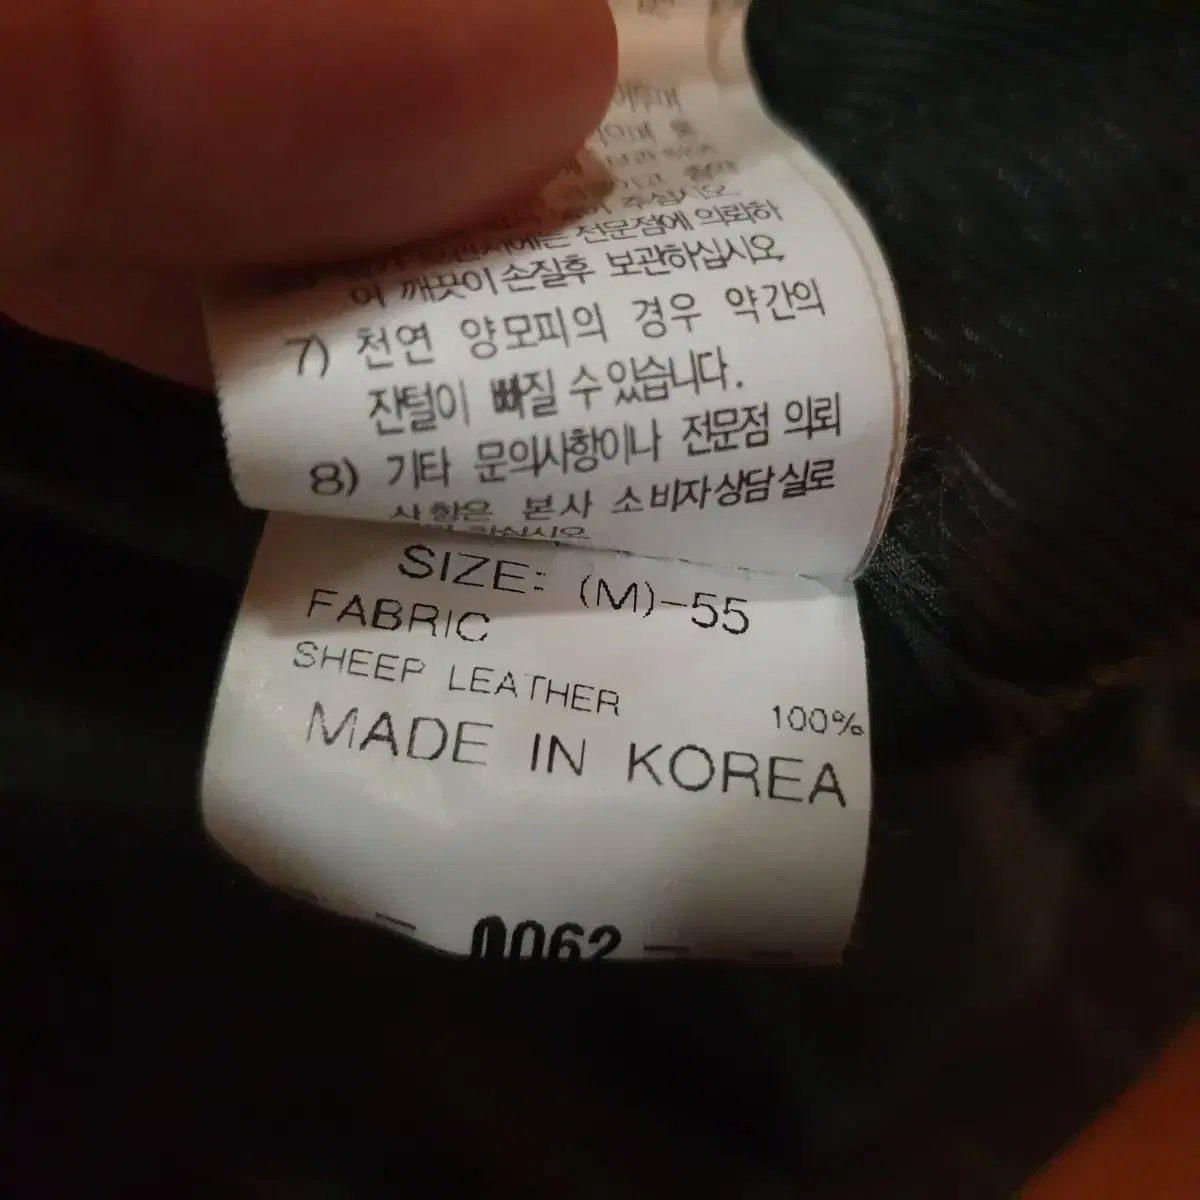 주십시오.
전문점에 의뢰하
여 깨끗이 손질후 보관하십시오.
7) 천연 양모피의 경우 약간의
잔털이 빠질 수 있습니다.
8) 기타 문의사항이나 전문점 의뢰
사항은 본사 소비자상담실로
SIZE: (M)-55
FABRIC
SHEEP LEATHER 100%
MADE IN KOREA
0062